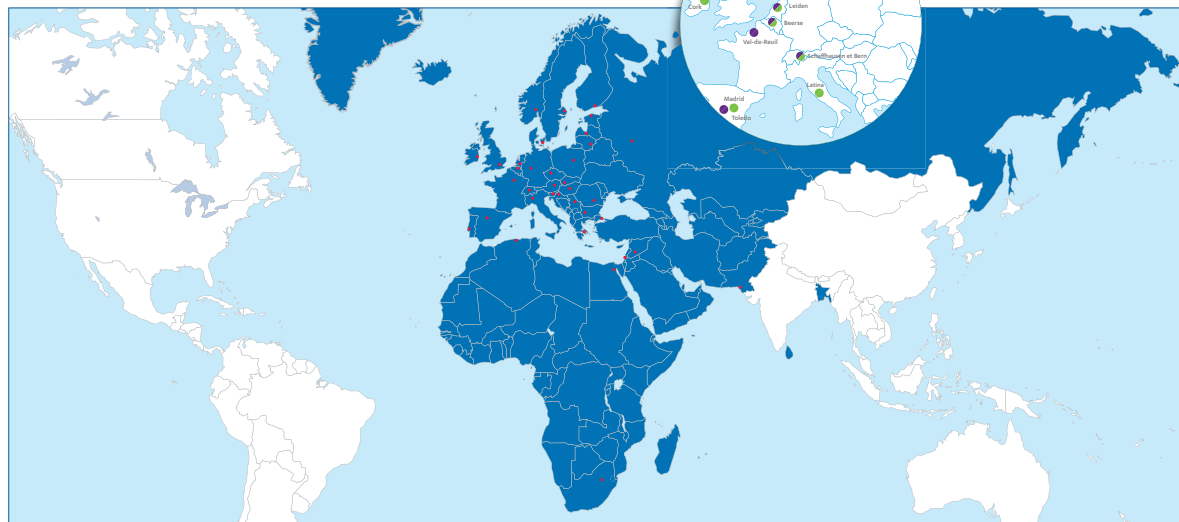 Cork
Leiden
Beerse
Val-de-Reuil
Schaffhausen et Bern
Latina
Madrid
Toledo